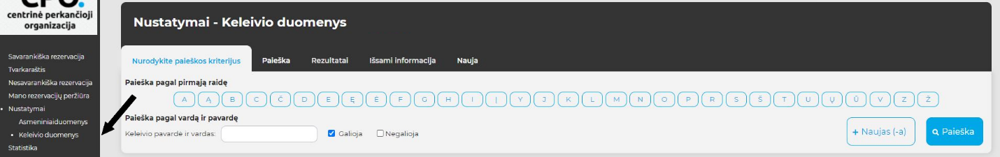 CPO.
centrinė perkančioji
organizacija
Savarankiška rezervacija
Tvarkaraštis
Nesavarankiška rezervacija
Mano rezervacijų peržiūra
Nustatymai
Asmeniniaiduomenys
Keleivio duomenys
Statistika
Nustatymai - Keleivio duomenys
Nurodykite paieškos kriterijus Paieška Rezultatai Išsami informacija Nauja
Paieška pagal pirmąją raidę
A Ą B C Č D E Ę Ė F G H I Į Y J K L M N O P R S Š T U Ų Ū V Z Ž
Paieška pagal vardą ir pavardę
Keleivio pavardė ir vardas: Galioja Negalioja + Naujas (-a) Paieška